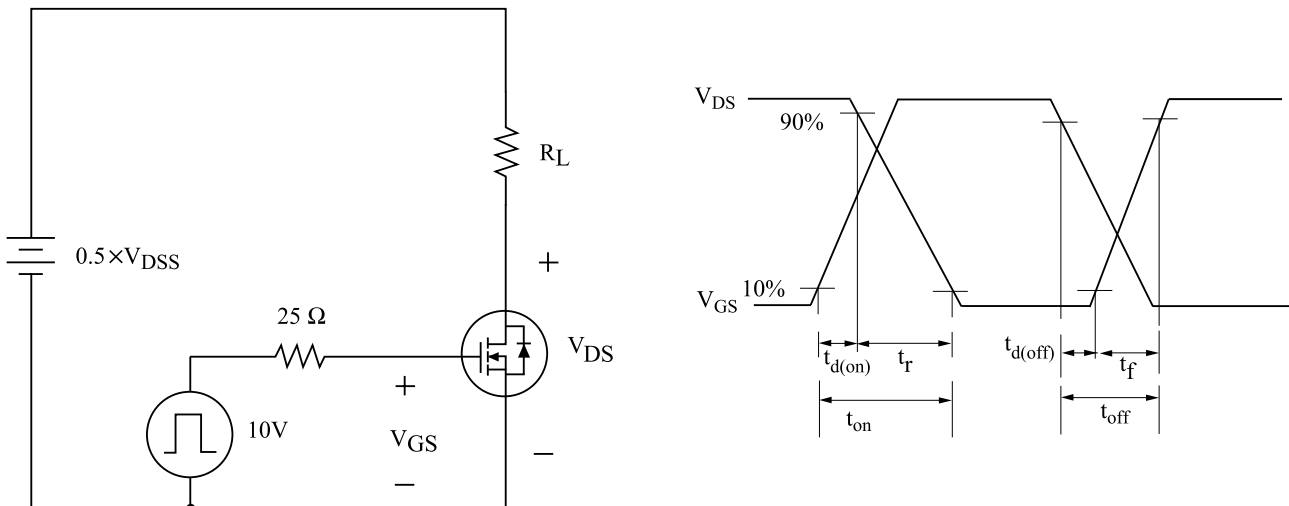 R_L
0.5×V_DSS
+
25 Ω
V_DS
+
10V
V_GS
−
−
V_DS
90%
10%
V_GS
t_d(on)
t_r
t_d(off)
t_f
t_on
t_off